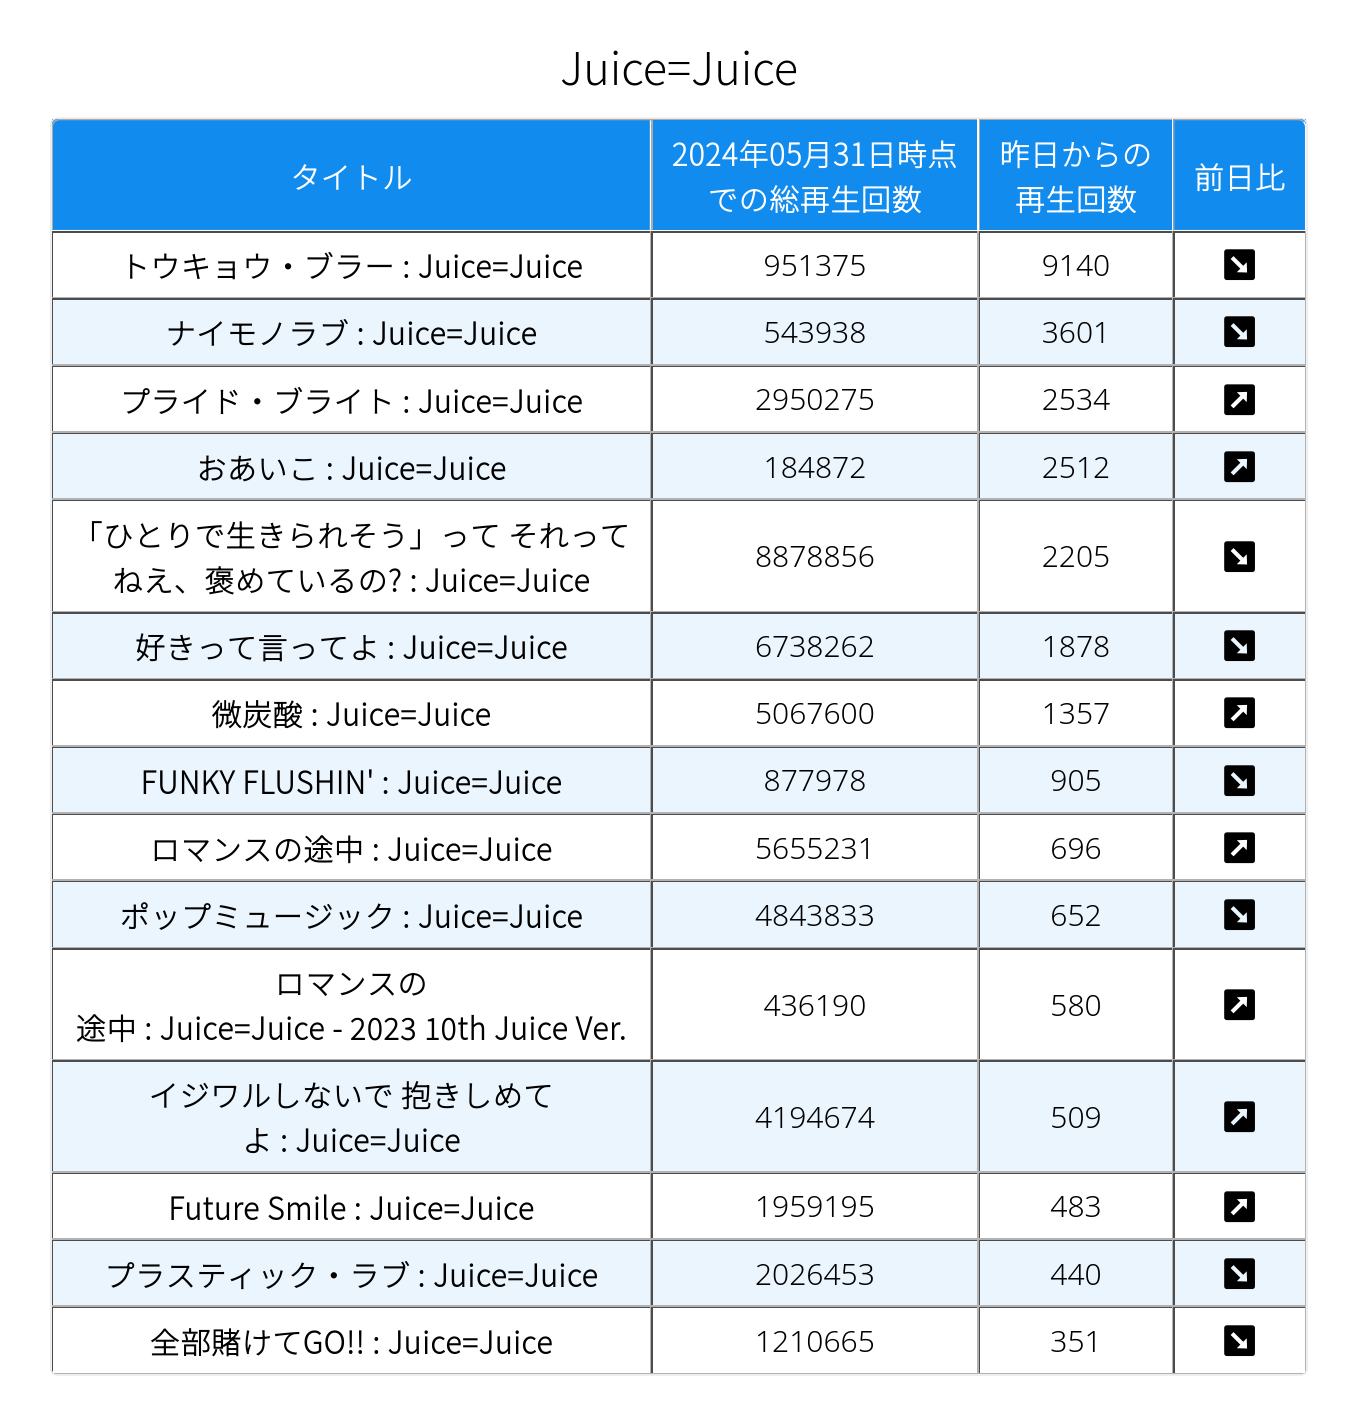 Juice=Juice
タイトル
2024年05月31日時点
での総再生回数
昨日からの
再生回数
前日比
トウキョウ・ブラー : Juice=Juice
951375
9140
ナイモノラブ : Juice=Juice
543938
3601
プライド・ブライト : Juice=Juice
2950275
2534
おあいこ : Juice=Juice
184872
2512
「ひとりで生きられそう」って それって
ねえ、褒めているの? : Juice=Juice
8878856
2205
好きって言ってよ : Juice=Juice
6738262
1878
微炭酸 : Juice=Juice
5067600
1357
FUNKY FLUSHIN' : Juice=Juice
877978
905
ロマンスの途中 : Juice=Juice
5655231
696
ポップミュージック : Juice=Juice
4843833
652
ロマンスの
途中 : Juice=Juice - 2023 10th Juice Ver.
436190
580
イジワルしないで 抱きしめて
よ : Juice=Juice
4194674
509
Future Smile : Juice=Juice
1959195
483
プラスティック・ラブ : Juice=Juice
2026453
440
全部賭けてGO!! : Juice=Juice
1210665
351